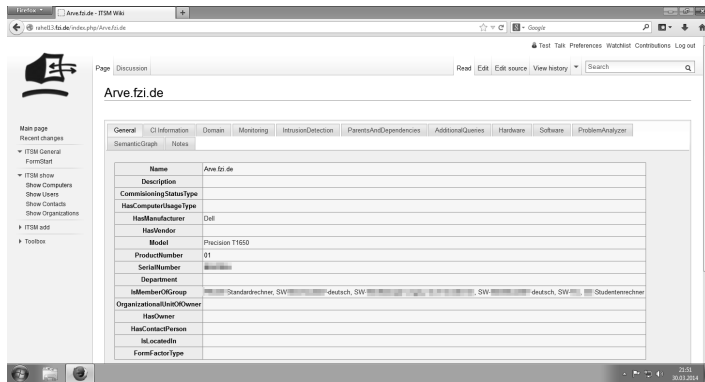 Firefox
Arve.fzi.de - ITSM Wiki
+
rahel13.fzi.de/index.php/Arve.fzi.de
Google
Test Talk Preferences Watchlist Contributions Log out
Page Discussion
Read Edit Edit source View history
Search
Arve.fzi.de
Main page
Recent changes
ITSM General
FormStart
ITSM show
Show Computers
Show Users
Show Contacts
Show Organizations
ITSM add
Toolbox
General CI Information Domain Monitoring IntrusionDetection ParentsAndDependencies AdditionalQueries Hardware Software ProblemAnalyzer
SemanticGraph Notes
Name Arve.fzi.de
Description
CommisioningStatusType
HasComputerUsageType
HasManufacturer Dell
HasVendor
Model Precision T1650
ProductNumber 01
SerialNumber
Department
IsMemberOfGroup Standardrechner, SW- -deutsch, SW- , SW- -deutsch, SW- , Studentenrechner
OrganizationalUnitOfOwner
HasOwner
HasContactPerson
IsLocatedIn
FormFactorType
21:51
30.03.2014